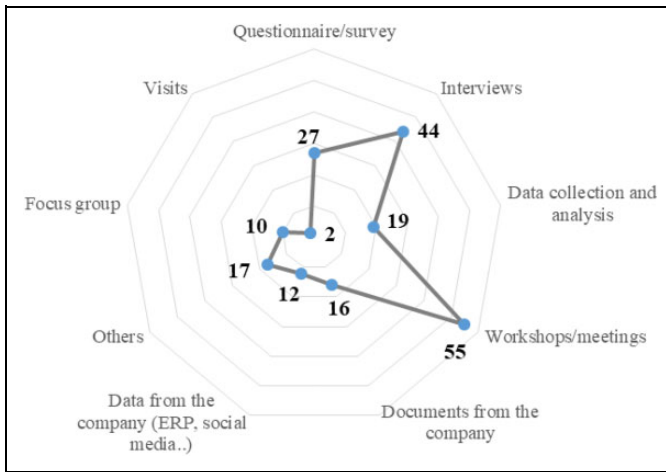 Questionnaire/survey
Visits
Interviews
27
44
Focus group
Data collection and
analysis
10
2
19
17
12
16
Others
Workshops/meetings
55
Data from the
company (ERP, social
media..)
Documents from the
company